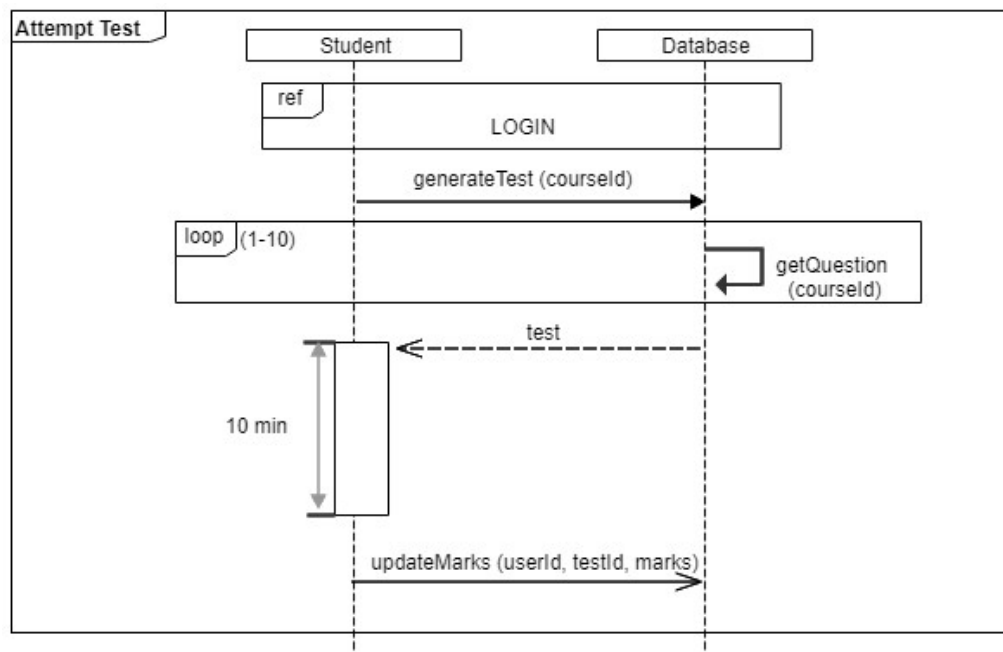 Attempt Test
Student
Database
ref
LOGIN
generateTest (courseId)
loop
(1-10)
getQuestion
(courseId)
test
10 min
updateMarks (userId, testId, marks)